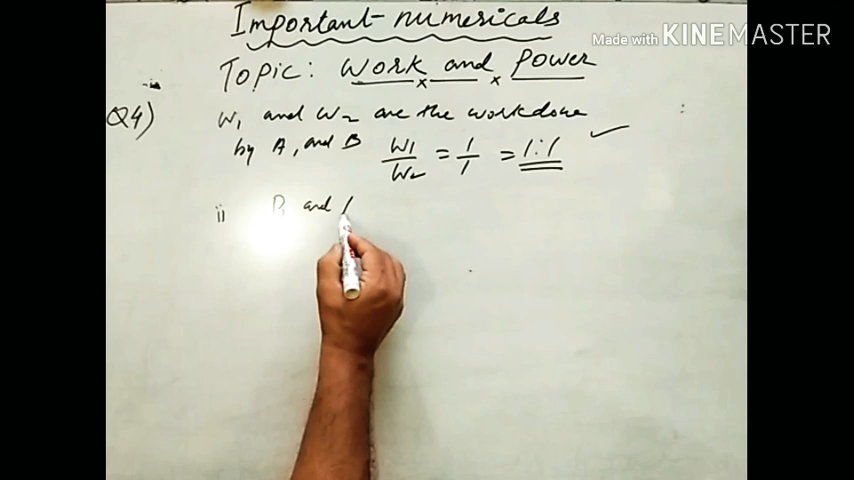 Important numericals
Made with KINEMASTER
Topic: Work and Power
Q4) W₁ and W₂ are the workdone
by A, and B W1/W₂ = 1/1 = 1:1
ii P₁ and